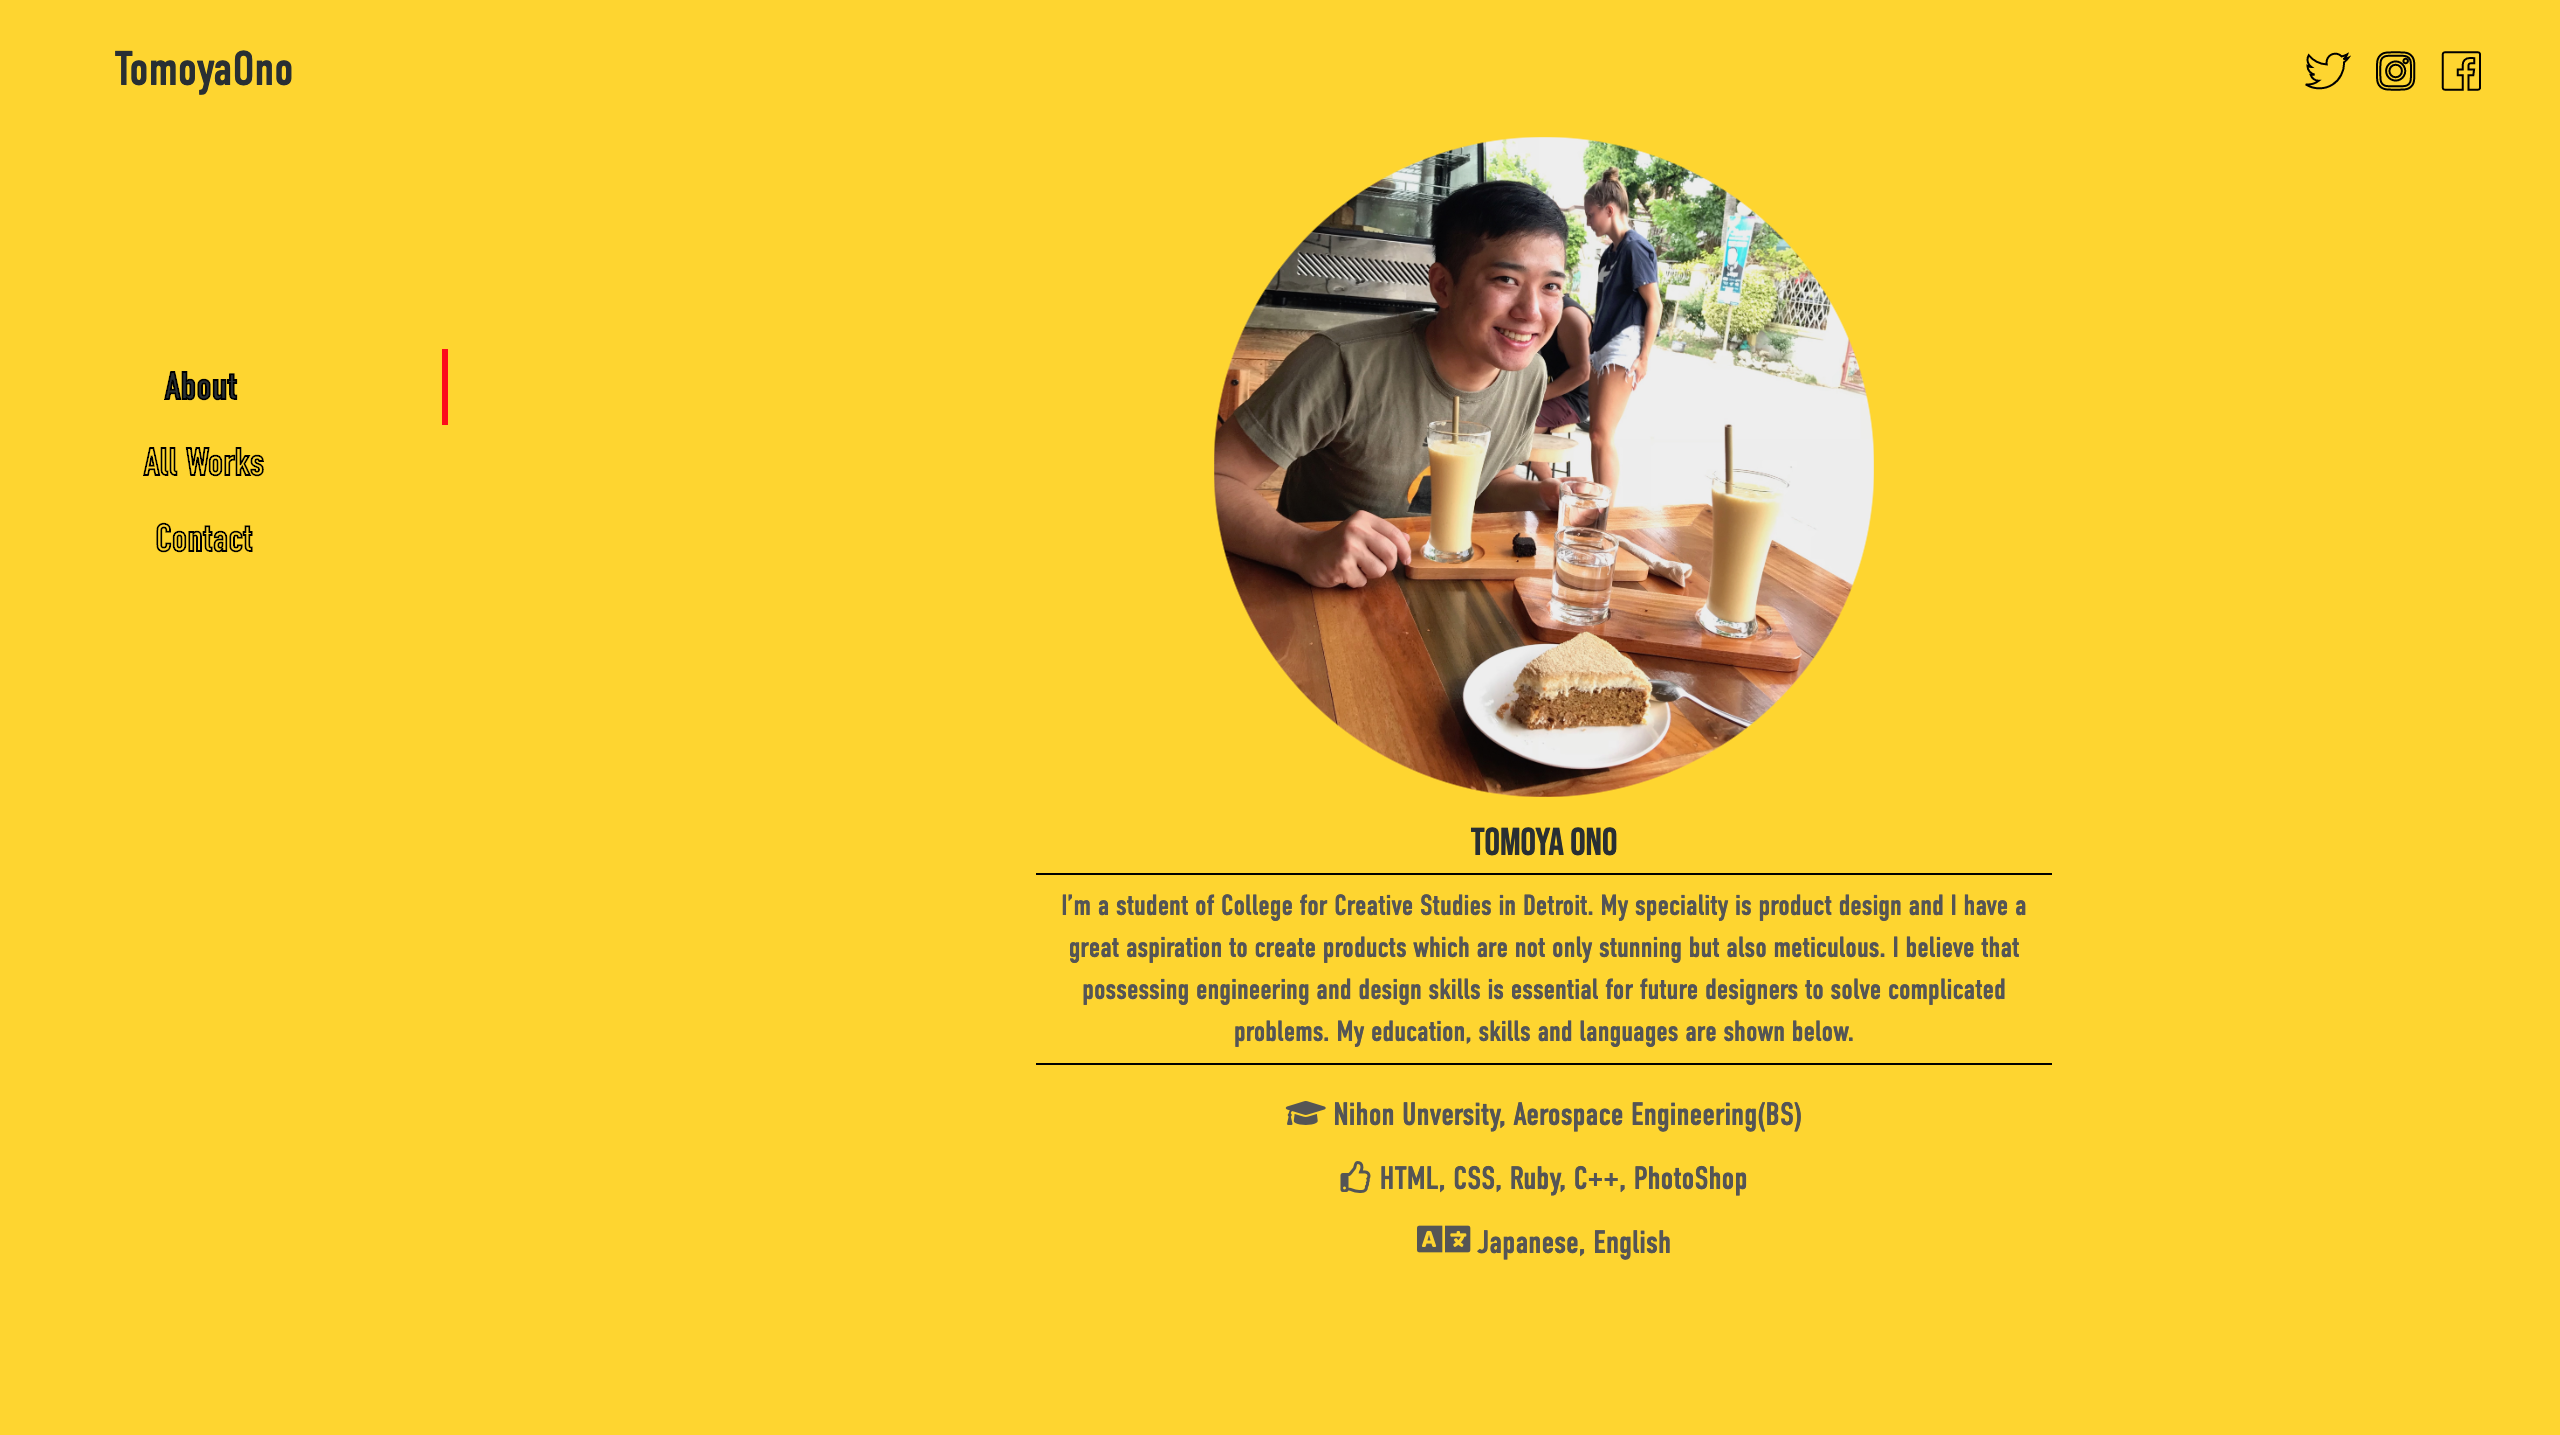 TomoyaOno
About
All Works
Contact
TOMOYA ONO
I'm a student of College for Creative Studies in Detroit. My speciality is product design and I have a
great aspiration to create products which are not only stunning but also meticulous. I believe that
possessing engineering and design skills is essential for future designers to solve complicated
problems. My education, skills and languages are shown below.
Nihon Unversity, Aerospace Engineering(BS)
HTML, CSS, Ruby, C++, PhotoShop
A文 Japanese, English